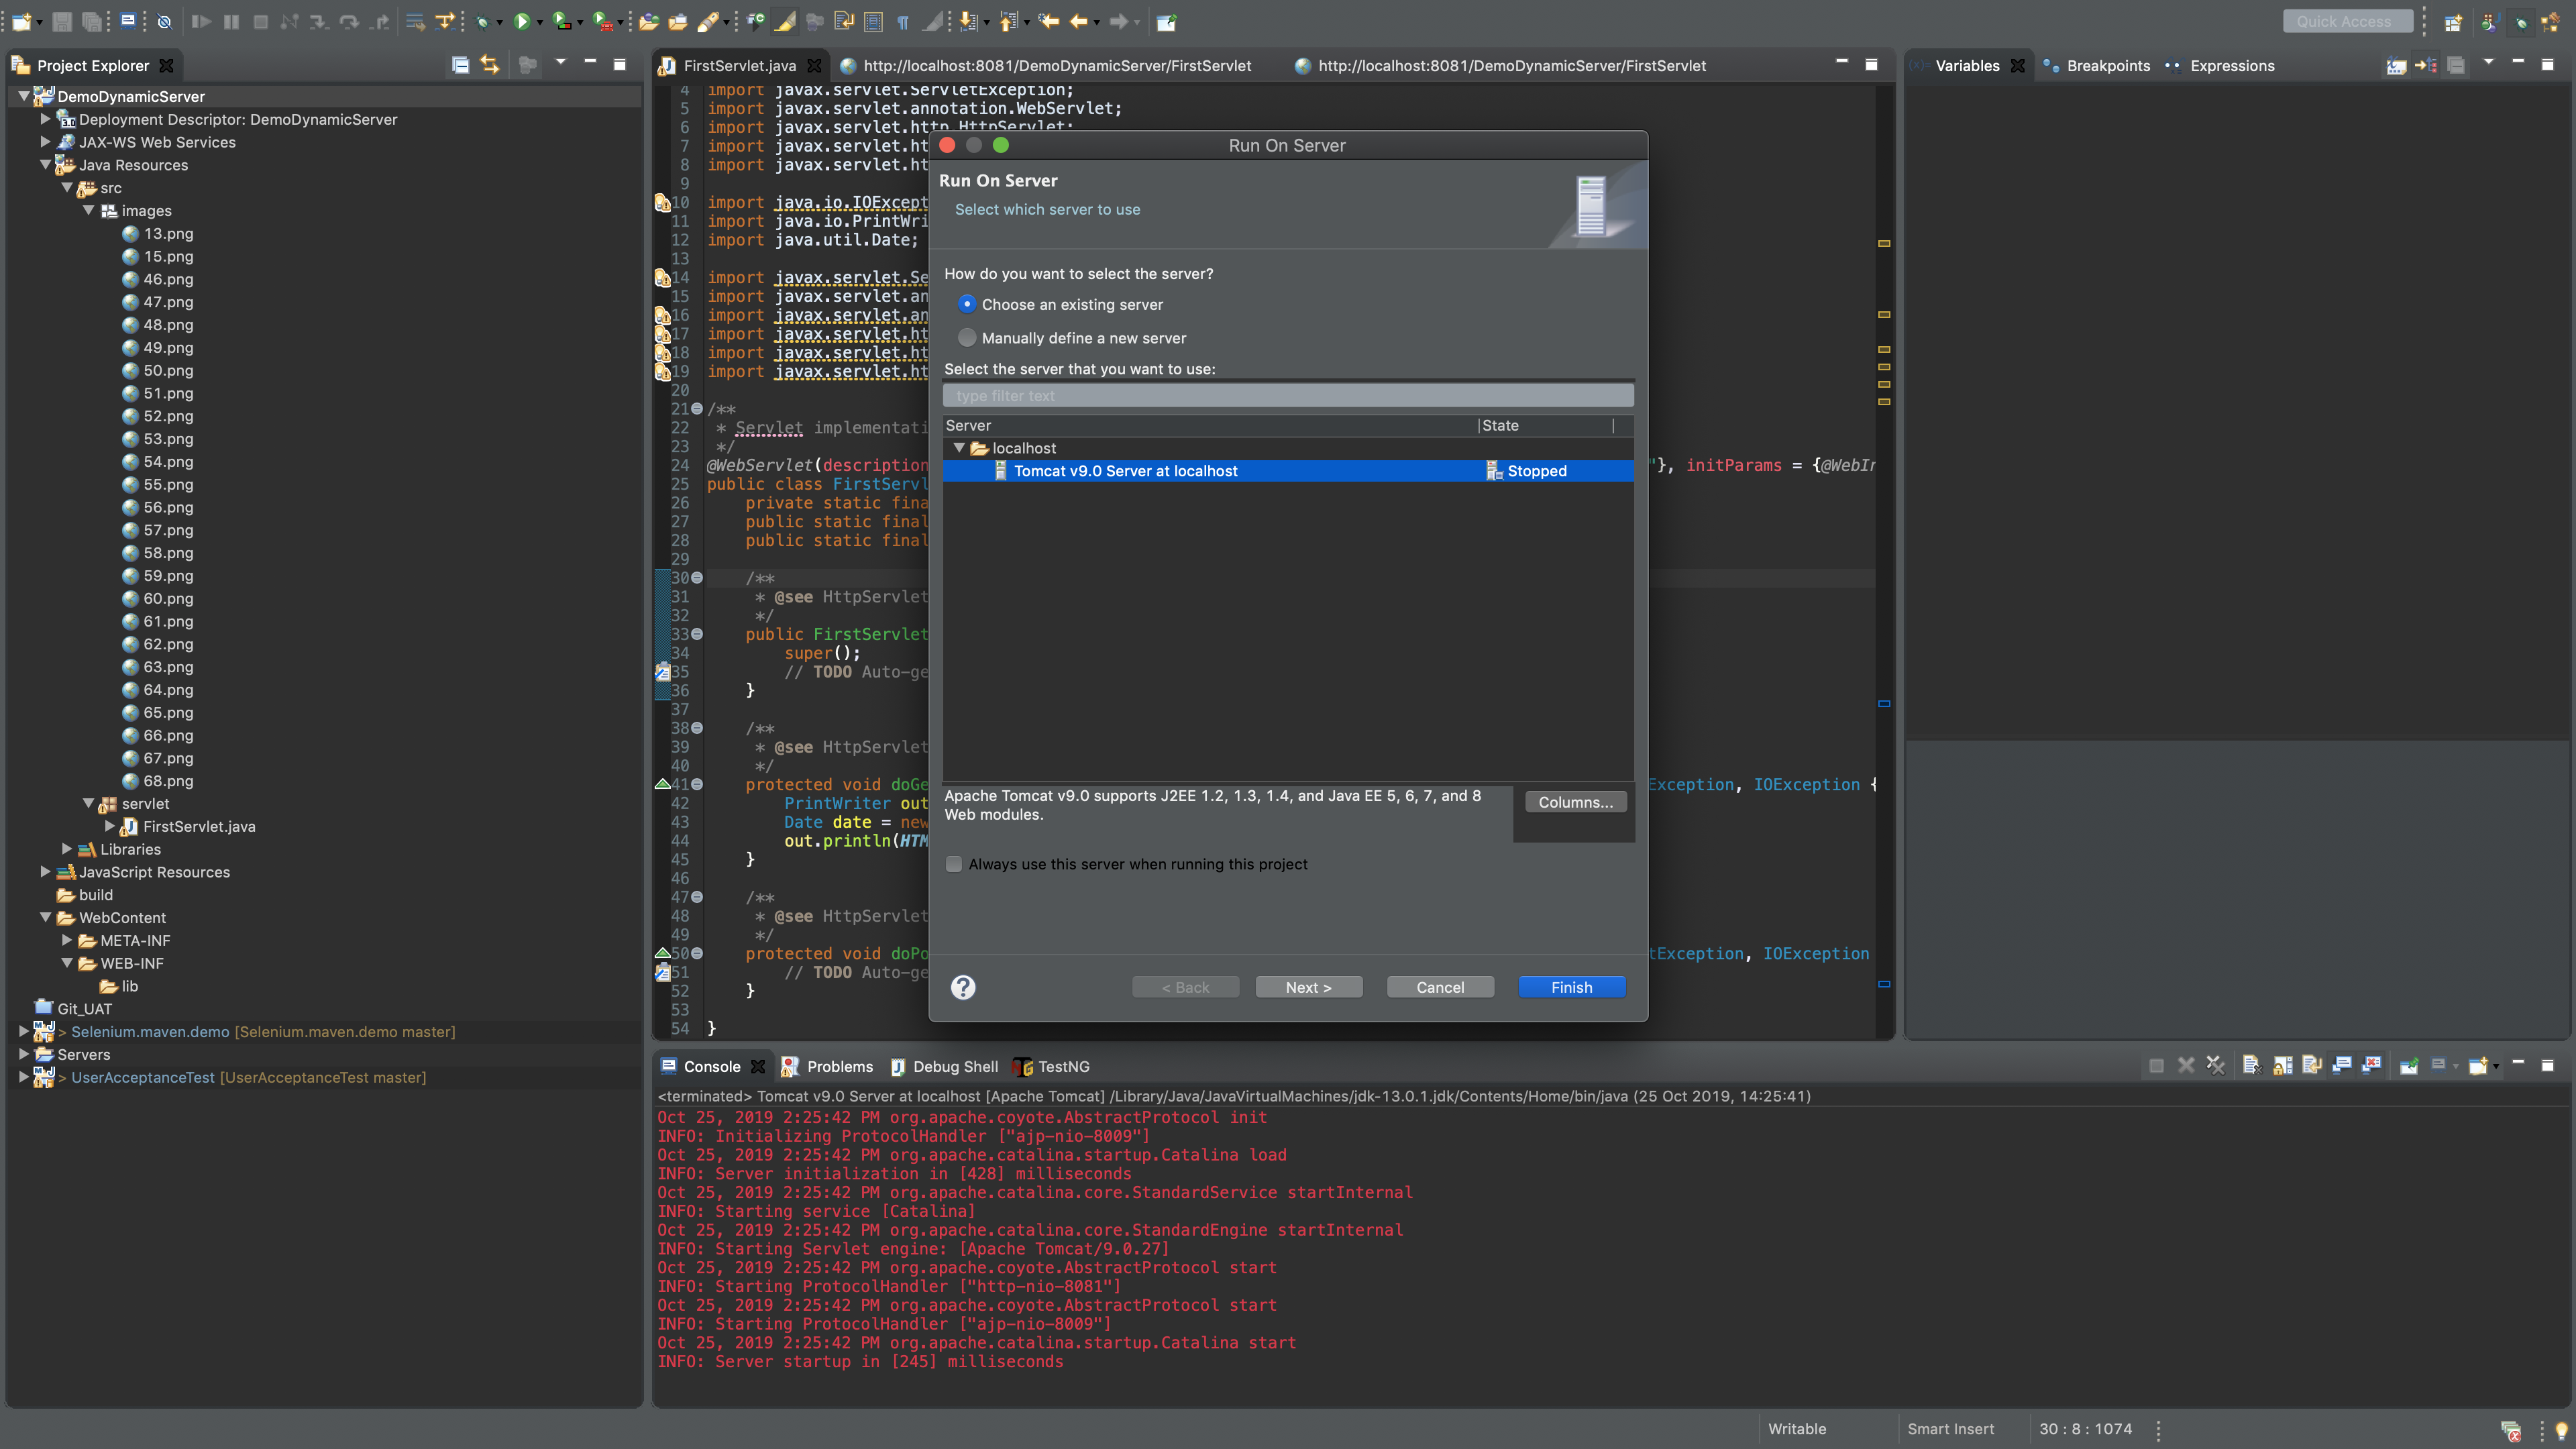 Quick Access
Project Explorer
DemoDynamicServer
3.0
Deployment Descriptor: DemoDynamicServer
JAX-WS Web Services
Java Resources
src
images
13.png
15.png
46.png
47.png
48.png
49.png
50.png
51.png
52.png
53.png
54.png
55.png
56.png
57.png
58.png
59.png
60.png
61.png
62.png
63.png
64.png
65.png
66.png
67.png
68.png
servlet
FirstServlet.java
Libraries
JavaScript Resources
build
WebContent
META-INF
WEB-INF
lib
Git_UAT
> Selenium.maven.demo [Selenium.maven.demo master]
Servers
> UserAcceptanceTest [UserAcceptanceTest master]
FirstServlet.java
http://localhost:8081/DemoDynamicServer/FirstServlet
http://localhost:8081/DemoDynamicServer/FirstServlet
4 import javax.servlet.ServletException;
5 import javax.servlet.annotation.WebServlet;
6 import javax.servlet.http.HttpServlet;
7 import javax.servlet.ht
8 import javax.servlet.ht
9
10 import java.io.IOExcept
11 import java.io.PrintWri
12 import java.util.Date;
13
14 import javax.servlet.Se
15 import javax.servlet.an
16 import javax.servlet.an
17 import javax.servlet.ht
18 import javax.servlet.ht
19 import javax.servlet.ht
20
21 /**
22 * Servlet implementati
23 */
24 @WebServlet(description "}, initParams = {@WebIn
25 public class FirstServl
26 private static fina
27 public static final
28 public static final
29
30 /**
31 * @see HttpServlet
32 */
33 public FirstServlet
34 super();
35 // TODO Auto-ge
36 }
37
38 /**
39 * @see HttpServlet
40 */
41 protected void doGe Exception, IOException {
42 PrintWriter out
43 Date date = new
44 out.println(HTM
45 }
46
47 /**
48 * @see HttpServlet
49 */
50 protected void doPo tException, IOException
51 // TODO Auto-ge
52 }
53
54 }
Run On Server
Run On Server
Select which server to use
How do you want to select the server?
Choose an existing server
Manually define a new server
Select the server that you want to use:
type filter text
Server State
localhost
Tomcat v9.0 Server at localhost Stopped
Apache Tomcat v9.0 supports J2EE 1.2, 1.3, 1.4, and Java EE 5, 6, 7, and 8
Web modules.
Columns...
Always use this server when running this project
?
< Back
Next >
Cancel
Finish
Variables
Breakpoints
Expressions
Console
Problems
Debug Shell
TestNG
<terminated> Tomcat v9.0 Server at localhost [Apache Tomcat] /Library/Java/JavaVirtualMachines/jdk-13.0.1.jdk/Contents/Home/bin/java (25 Oct 2019, 14:25:41)
Oct 25, 2019 2:25:42 PM org.apache.coyote.AbstractProtocol init
INFO: Initializing ProtocolHandler ["ajp-nio-8009"]
Oct 25, 2019 2:25:42 PM org.apache.catalina.startup.Catalina load
INFO: Server initialization in [428] milliseconds
Oct 25, 2019 2:25:42 PM org.apache.catalina.core.StandardService startInternal
INFO: Starting service [Catalina]
Oct 25, 2019 2:25:42 PM org.apache.catalina.core.StandardEngine startInternal
INFO: Starting Servlet engine: [Apache Tomcat/9.0.27]
Oct 25, 2019 2:25:42 PM org.apache.coyote.AbstractProtocol start
INFO: Starting ProtocolHandler ["http-nio-8081"]
Oct 25, 2019 2:25:42 PM org.apache.coyote.AbstractProtocol start
INFO: Starting ProtocolHandler ["ajp-nio-8009"]
Oct 25, 2019 2:25:42 PM org.apache.catalina.startup.Catalina start
INFO: Server startup in [245] milliseconds
Writable
Smart Insert
30 : 8 : 1074